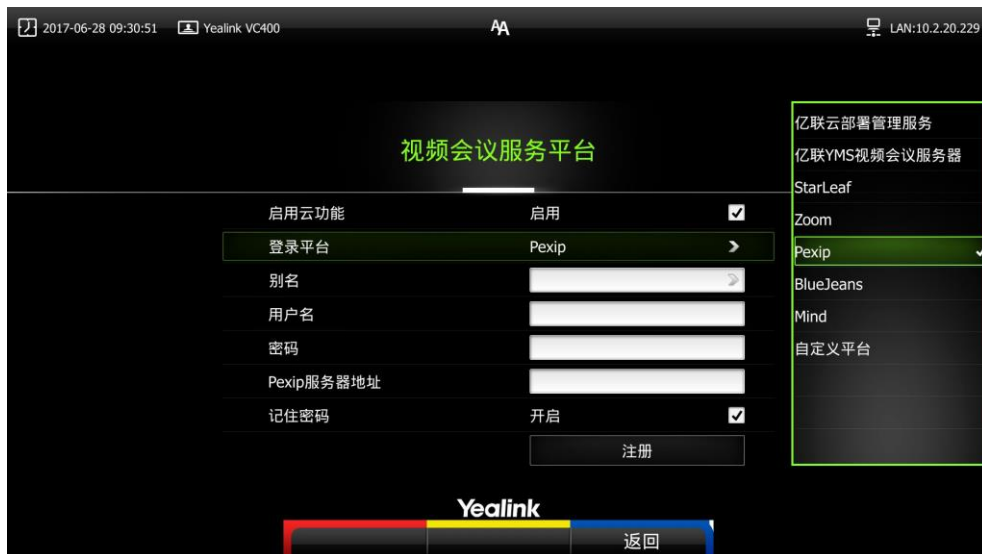 2017-06-28 09:30:51 Yealink VC400 AA LAN:10.2.20.229
视频会议服务平台
启用云功能 启用
登录平台 Pexip
别名
用户名
密码
Pexip服务器地址
记住密码 开启
注册
亿联云部署管理服务
亿联YMS视频会议服务器
StarLeaf
Zoom
Pexip
BlueJeans
Mind
自定义平台
Yealink
返回